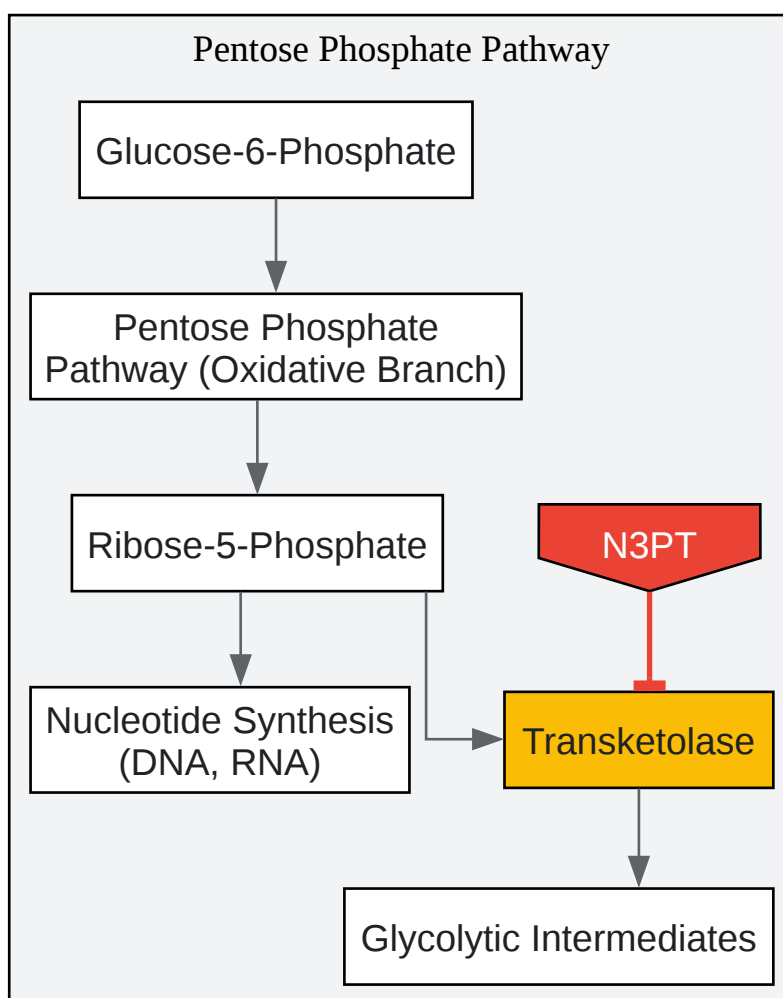 Pentose Phosphate Pathway
Glucose-6-Phosphate
Pentose Phosphate
Pathway (Oxidative Branch)
Ribose-5-Phosphate
N3PT
Nucleotide Synthesis
(DNA, RNA)
Transketolase
Glycolytic Intermediates